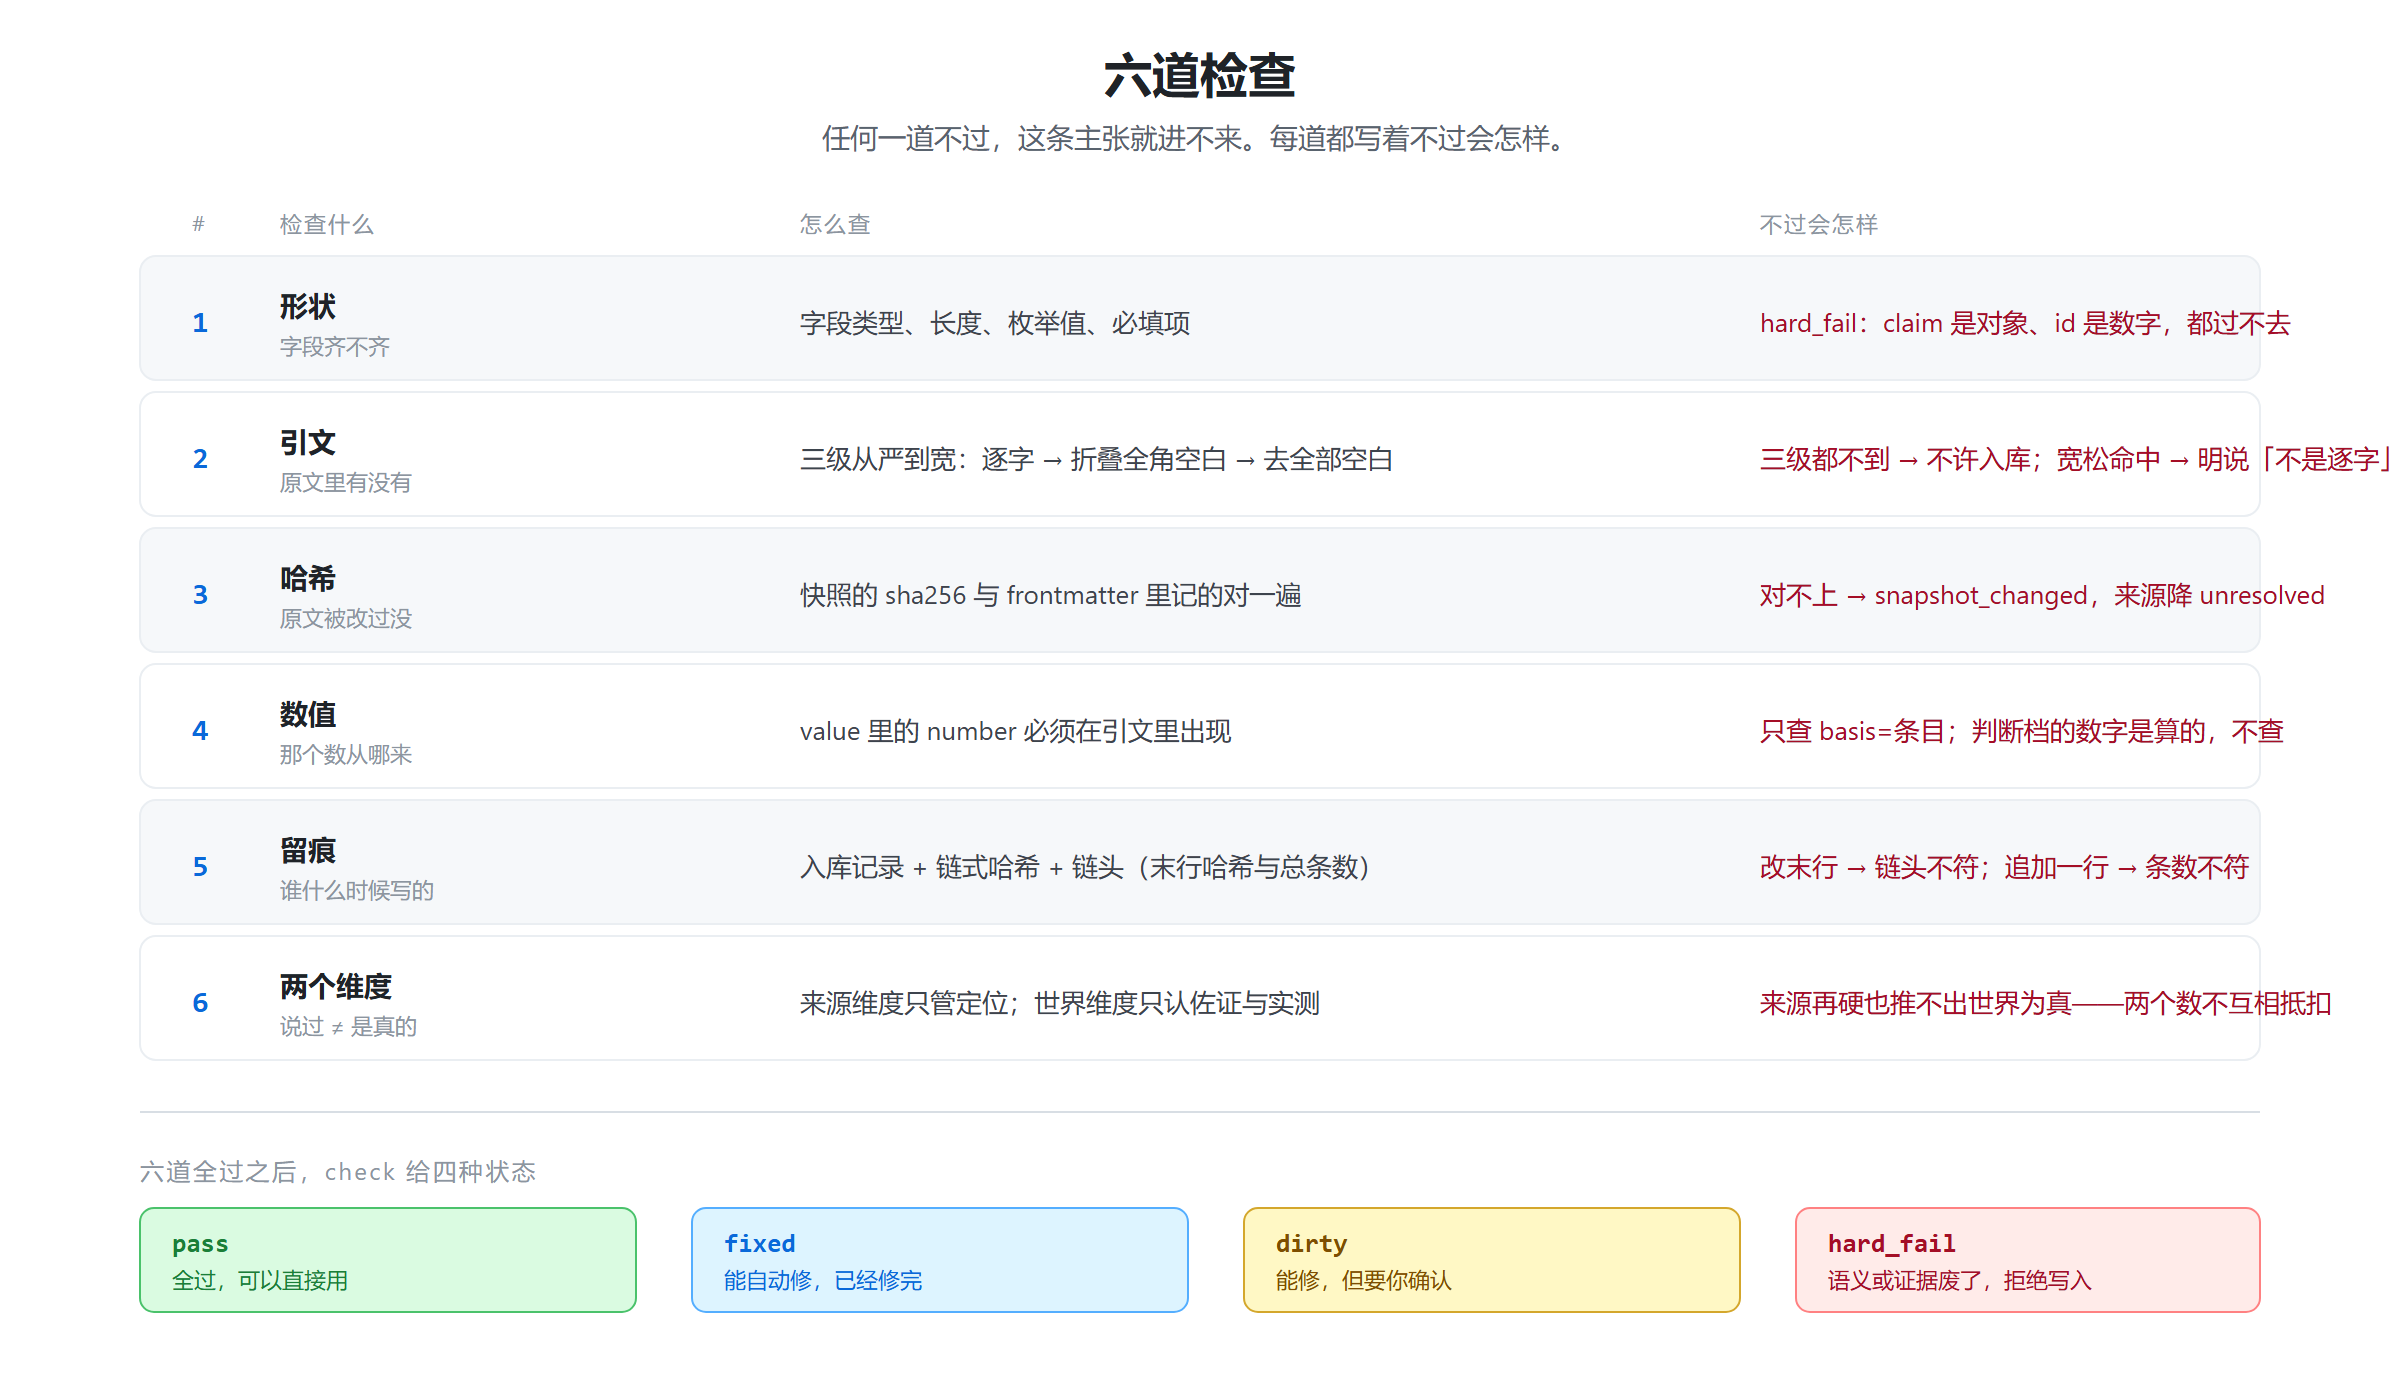 六道检查
任何一道不过，这条主张就进不来。每道都写着不过会怎样。
# 检查什么 怎么查 不过会怎样
1 形状 字段类型、长度、枚举值、必填项 hard_fail：claim 是对象、id 是数字，都过不去
字段齐不齐
2 引文 三级从严到宽：逐字 → 折叠全角空白 → 去全部空白 三级都不到 → 不许入库；宽松命中 → 明说「不是逐字」
原文里有没有
3 哈希 快照的 sha256 与 frontmatter 里记的对一遍 对不上 → snapshot_changed，来源降 unresolved
原文被改过没
4 数值 value 里的 number 必须在引文里出现 只查 basis=条目；判断档的数字是算的，不查
那个数从哪来
5 留痕 入库记录 + 链式哈希 + 链头（末行哈希与总条数） 改末行 → 链头不符；追加一行 → 条数不符
谁什么时候写的
6 两个维度 来源维度只管定位；世界维度只认佐证与实测 来源再硬也推不出世界为真——两个数不互相抵扣
说过 ≠ 是真的
六道全过之后，check 给四种状态
pass
全过，可以直接用
fixed
能自动修，已经修完
dirty
能修，但要你确认
hard_fail
语义或证据废了，拒绝写入